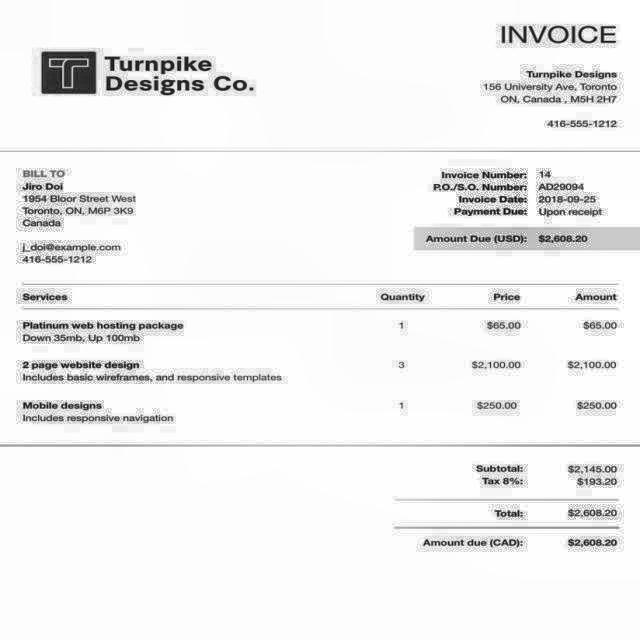 INVOICE
Turnpike
Designs Co.
Turnpike Designs
156 University Ave, Toronto
ON, Canada , M5H 2H7
416-555-1212
BILL TO
Jiro Doi
1954 Bloor Street West
Toronto, ON, M6P 3K9
Canada
j_doi@example.com
416-555-1212
Invoice Number: 14
P.O./S.O. Number: AD29094
Invoice Date: 2018-09-25
Payment Due: Upon receipt
Amount Due (USD): $2,608.20
Services Quantity Price Amount
Platinum web hosting package 1 $65.00 $65.00
Down 35mb, Up 100mb
2 page website design 3 $2,100.00 $2,100.00
Includes basic wireframes, and responsive templates
Mobile designs 1 $250.00 $250.00
Includes responsive navigation
Subtotal: $2,145.00
Tax 8%: $193.20
Total: $2,608.20
Amount due (CAD): $2,608.20